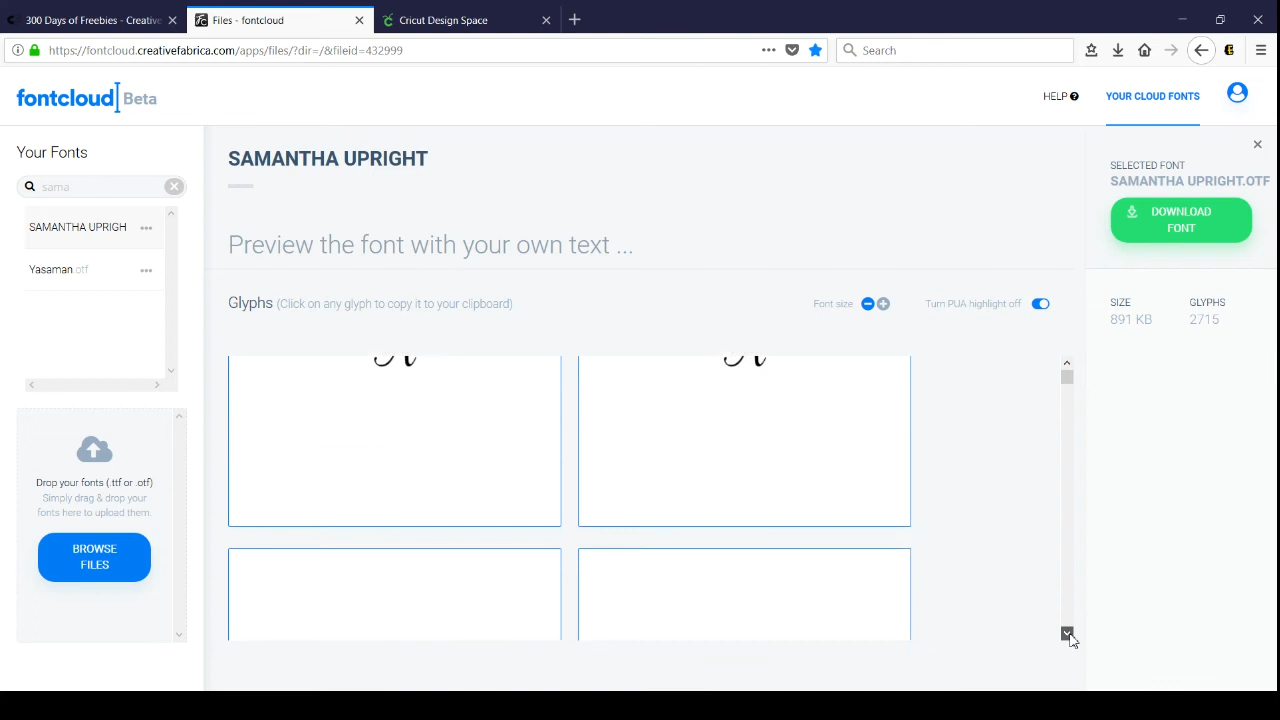 300 Days of Freebies - Creative
Files - fontcloud
Cricut Design Space
https://fontcloud.creativefabrica.com/apps/files/?dir=/&fileid=432999
Search
fontcloud Beta
HELP
YOUR CLOUD FONTS
Your Fonts
sama
SAMANTHA UPRIGH
Yasaman otf
Drop your fonts (.ttf or .otf)
Simply drag & drop your
fonts here to upload them.
BROWSE
FILES
SAMANTHA UPRIGHT
Preview the font with your own text ...
Glyphs (Click on any glyph to copy it to your clipboard)
Font size
Turn PUA highlight off
SELECTED FONT
SAMANTHA UPRIGHT.OTF
DOWNLOAD
FONT
SIZE
GLYPHS
891 KB
2715